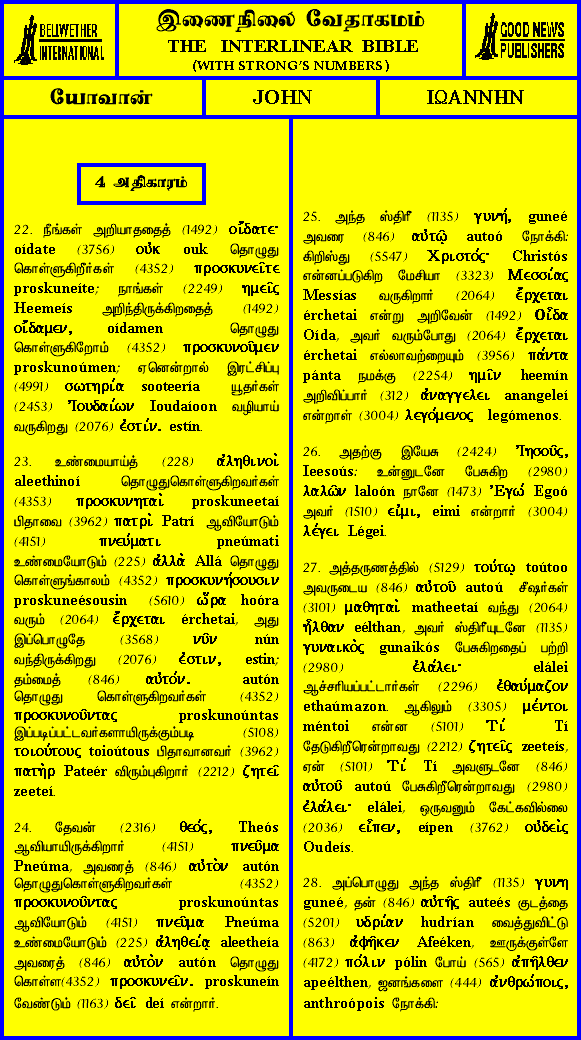 BELLWETHER
INTERNATIONAL
இணைநிலை வேதாகமம்
THE INTERLINEAR BIBLE
(WITH STRONG'S NUMBERS)
GOOD NEWS
PUBLISHERS
யோவான்
JOHN
ΙΩΑΝΝΗΝ
4 அதிகாரம்
22. நீங்கள் அறியாததைத் (1492) οἴδατε·
oídate (3756) οὐκ ouk தொழுது
கொள்ளுகிறீர்கள் (4352) προσκυνεῖτε
proskuneíte; நாங்கள் (2249) ημεῖς
Heemeís அறிந்திருக்கிறதைத் (1492)
οἴδαμεν, oídamen தொழுது
கொள்ளுகிறோம் (4352) προσκυνοῦμεν
proskunoúmen; ஏனென்றால் இரட்சிப்பு
(4991) σωτηρία sooteería யூதர்கள்
(2453) Ἰουδαίων Ioudaíoon வழியாய்
வருகிறது (2076) ἐστίν. estín.
23. உண்மையாய்த் (228) ἀληθινοὶ
aleethinoí தொழுதுகொள்ளுகிறவர்கள்
(4353) προσκυνηταὶ proskuneetaí
பிதாவை (3962) πατρὶ Patrí ஆவியோடும்
(4151) πνεύματι pneúmati
உண்மையோடும் (225) ἀλλὰ Allá தொழுது
கொள்ளுங்காலம் (4352) προσκυνήσουσιν
proskuneésousin (5610) ὥρα hoóra
வரும் (2064) ἔρχεται érchetai, அது
இப்பொழுதே (3568) νῦν nún
வந்திருக்கிறது (2076) ἐστιν, estin;
தம்மைத் (846) αὐτόν. autón
தொழுது கொள்ளுகிறவர்கள் (4352)
προσκυνοῦντας proskunoúntas
இப்படிப்பட்டவர்களாயிருக்கும்படி (5108)
τοιούτους toioútous பிதாவானவர் (3962)
πατὴρ Pateér விரும்புகிறார் (2212) ζητεῖ
zeeteí.
24. தேவன் (2316) θεός, Theós
ஆவியாயிருக்கிறார் (4151) πνεῦμα
Pneúma, அவரைத் (846) αὐτὸν autón
தொழுதுகொள்ளுகிறவர்கள் (4352)
προσκυνοῦντας proskunoúntas
ஆவியோடும் (4151) πνεῦμα Pneúma
உண்மையோடும் (225) ἀληθείᾳ aleetheía
அவரைத் (846) αὐτὸν autón தொழுது
கொள்ள(4352) προσκυνεῖν. proskuneín
வேண்டும் (1163) δεῖ deí என்றார்.
25. அந்த ஸ்திரீ (1135) γυνή, guneé
அவரை (846) αὐτῷ autoó நோக்கி:
கிறிஸ்து (5547) Χριστός· Christós
என்னப்படுகிற மேசியா (3323) Μεσσίας
Messías வருகிறார் (2064) ἔρχεται
érchetai என்று அறிவேன் (1492) Οἶδα
Oída, அவர் வரும்போது (2064) ἔρχεται
érchetai எல்லாவற்றையும் (3956) πάντα
pánta நமக்கு (2254) ημῖν heemín
அறிவிப்பார் (312) ἀναγγελει anangeleí
என்றாள் (3004) λεγόμενος legómenos.
26. அதற்கு இயேசு (2424) Ἰησοῦς,
Ieesoús: உன்னுடனே பேசுகிற (2980)
λαλῶν laloón நானே (1473) Ἐγώ Egoó
அவர் (1510) εἰμι, eimi என்றார் (3004)
λέγει Légei.
27. அத்தருணத்தில் (5129) τούτῳ toútoo
அவருடைய (846) αὐτοῦ autoú சீஷர்கள்
(3101) μαθηταὶ matheetaí வந்து (2064)
ἦλθαν eélthan, அவர் ஸ்திரீயுடனே (1135)
γυναικὸς gunaikós பேசுகிறதைப் பற்றி
(2980) ἐλάλει· elálei
ஆச்சரியப்பட்டார்கள் (2296) ἐθαύμαζον
ethaúmazon. ஆகிலும் (3305) μέντοι
méntoi என்ன (5101) Τί Tí
தேடுகிறீரென்றாவது (2212) ζητεῖς zeeteís,
ஏன் (5101) Τί Tí அவளுடனே (846)
αὐτοῦ autoú பேசுகிறீரென்றாவது (2980)
ἐλάλει· elálei, ஒருவனும் கேட்கவில்லை
(2036) εἶπεν, eípen (3762) οὐδεὶς
Oudeís.
28. அப்பொழுது அந்த ஸ்திரீ (1135) γυνη
guneé, தன் (846) αὐτῆς auteés குடத்தை
(5201) υδρίαν hudrían வைத்துவிட்டு
(863) ἀφῆκεν Afeéken, ஊருக்குள்ளே
(4172) πόλιν pólin போய் (565) ἀπῆλθεν
apeélthen, ஜனங்களை (444) ἀνθρώποις,
anthroópois நோக்கி: